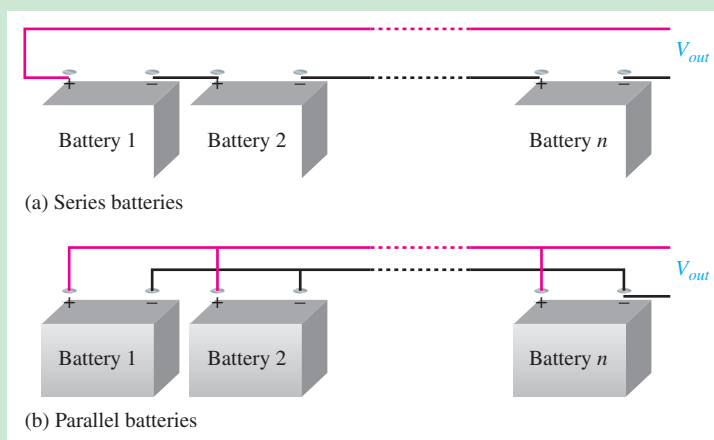 V_out
+ − + − + −
Battery 1 Battery 2 Battery n
(a) Series batteries
V_out
+ − + − + −
Battery 1 Battery 2 Battery n
(b) Parallel batteries